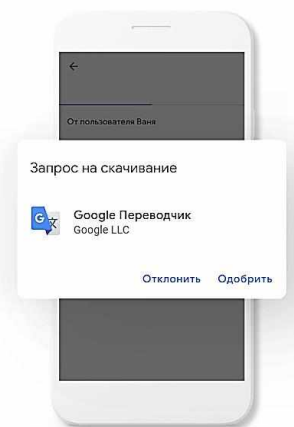 От пользователя Ваня
Запрос на скачивание
Google Переводчик
Google LLC
Отклонить Одобрить